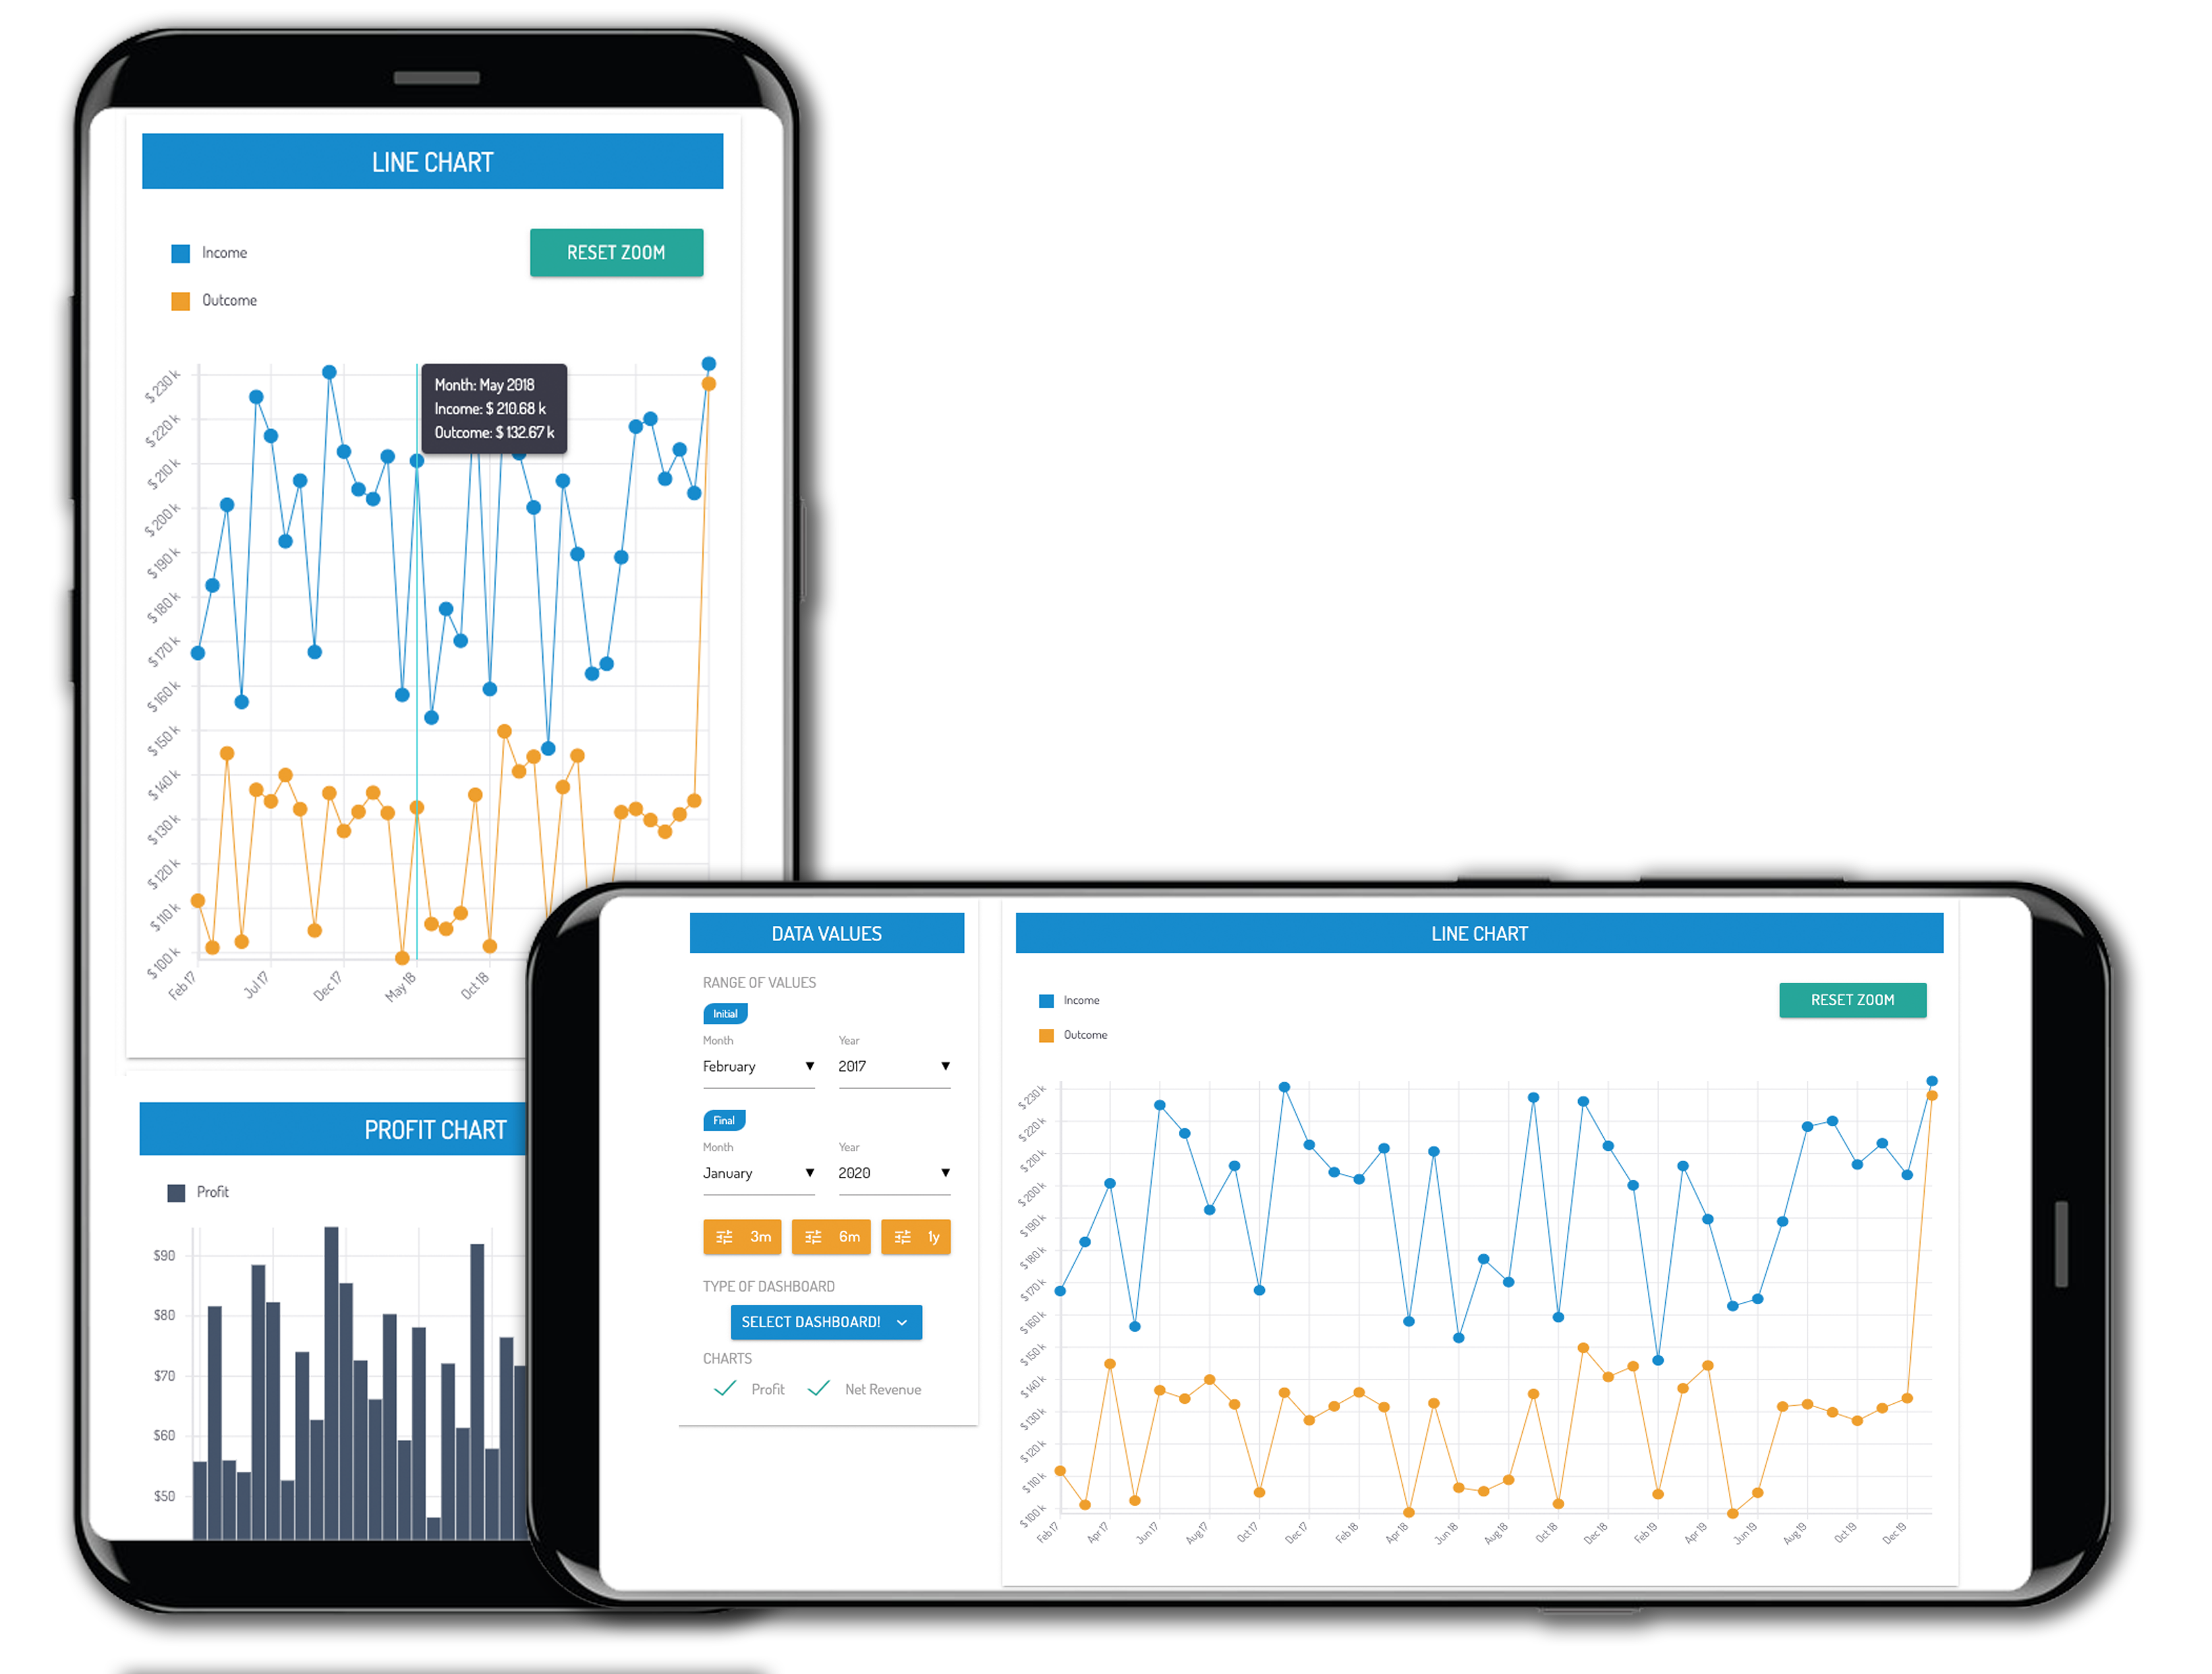 LINE CHART
Income
RESET ZOOM
Outcome
Month: May 2018
Income: $ 210.68 k
Outcome: $ 132.67 k
$ 230 k
$ 220 k
$ 210 k
$ 200 k
$ 190 k
$ 180 k
$ 170 k
$ 160 k
$ 150 k
$ 140 k
$ 130 k
$ 120 k
$ 110 k
$ 100 k
Feb 17 Jul 17 Dec 17 May 18 Oct 18
PROFIT CHART
Profit
$90
$80
$70
$60
$50
DATA VALUES
RANGE OF VALUES
Initial
Month Year
February 2017
Final
Month Year
January 2020
3m 6m 1y
TYPE OF DASHBOARD
SELECT DASHBOARD!
CHARTS
Profit Net Revenue
LINE CHART
Income
RESET ZOOM
Outcome
$ 230 k
$ 220 k
$ 210 k
$ 200 k
$ 190 k
$ 180 k
$ 170 k
$ 160 k
$ 150 k
$ 140 k
$ 130 k
$ 120 k
$ 110 k
$ 100 k
Feb 17 Apr 17 Jun 17 Aug 17 Oct 17 Dec 17 Feb 18 Apr 18 Jun 18 Aug 18 Oct 18 Dec 18 Feb 19 Apr 19 Jun 19 Aug 19 Oct 19 Dec 19